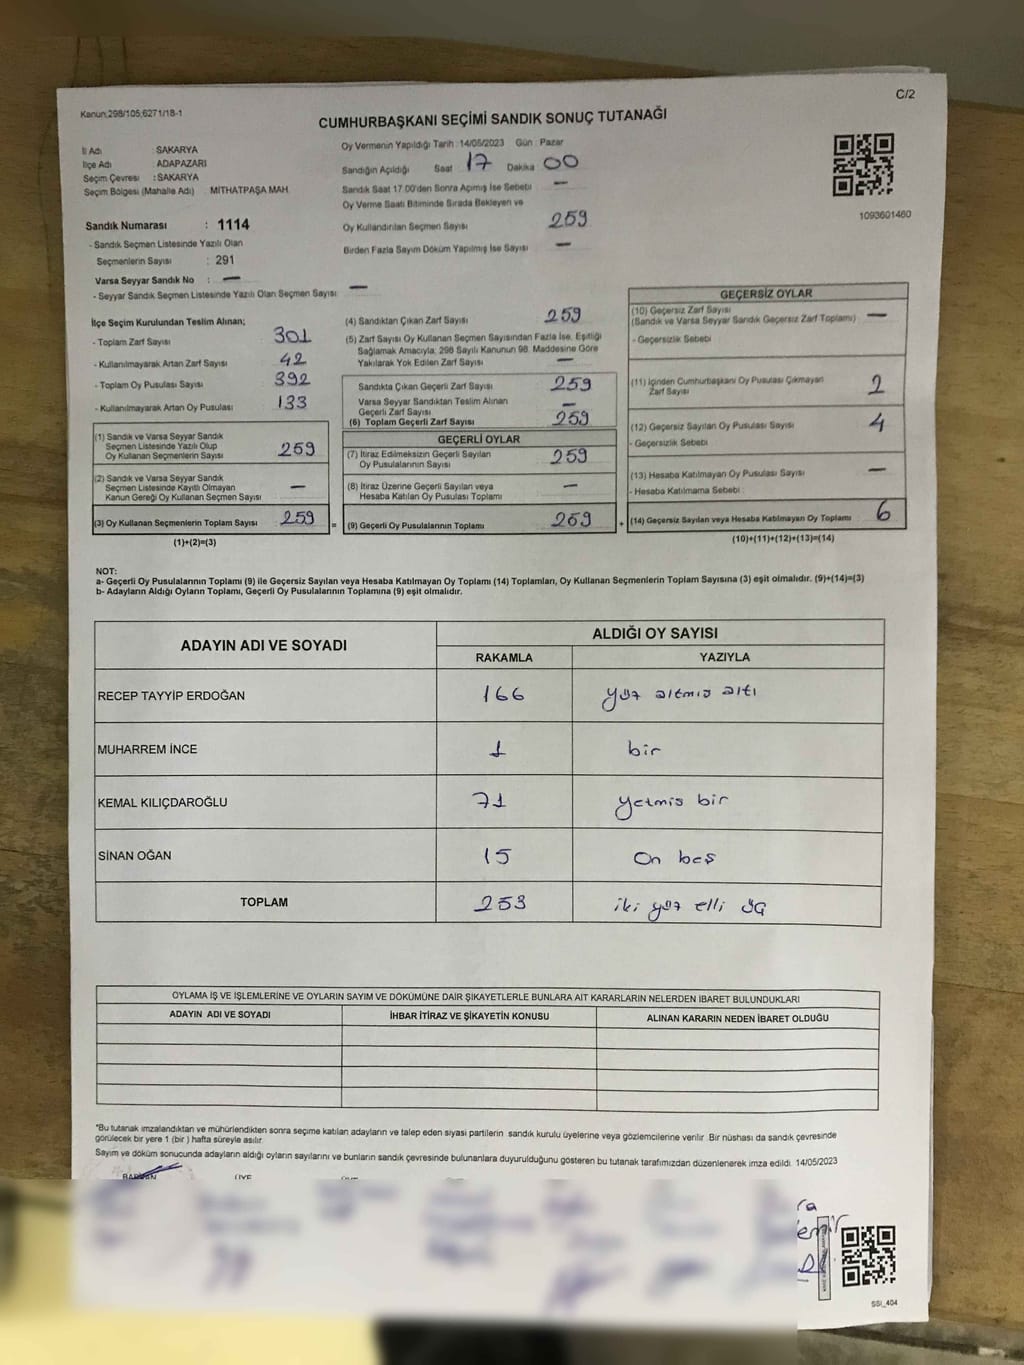 C/2
Kanun:298/105;6271/18-1
CUMHURBAŞKANI SEÇİMİ SANDIK SONUÇ TUTANAĞI
İl Adı : SAKARYA
İlçe Adı : ADAPAZARI
Seçim Çevresi : SAKARYA
Seçim Bölgesi (Mahalle Adı) : MİTHATPAŞA MAH.
Sandık Numarası : 1114
- Sandık Seçmen Listesinde Yazılı Olan
Seçmenlerin Sayısı : 291
Varsa Seyyar Sandık No : —
- Seyyar Sandık Seçmen Listesinde Yazılı Olan Seçmen Sayısı: —
Oy Vermenin Yapıldığı Tarih : 14/05/2023 Gün : Pazar
Sandığın Açıldığı Saat 17 Dakika 00
Sandık Saat 17.00'den Sonra Açmış İse Sebebi —
Oy Verme Saati Bitiminde Sırada Bekleyen ve
Oy Kullandırılan Seçmen Sayısı 259
Birden Fazla Sayım Döküm Yapılmış İse Sayısı —
1093601460
İlçe Seçim Kurulundan Teslim Alınan;
- Toplam Zarf Sayısı 301
- Kullanılmayarak Artan Zarf Sayısı 42
- Toplam Oy Pusulası Sayısı 392
- Kullanılmayarak Artan Oy Pusulası 133
(1) Sandık ve Varsa Seyyar Sandık
Seçmen Listesinde Yazılı Olup
Oy Kullanan Seçmenlerin Sayısı 259
(2) Sandık ve Varsa Seyyar Sandık
Seçmen Listesinde Kayıtlı Olmayan
Kanun Gereği Oy Kullanan Seçmen Sayısı —
(3) Oy Kullanan Seçmenlerin Toplam Sayısı 259
(1)+(2)=(3)
(4) Sandıktan Çıkan Zarf Sayısı 259
(5) Zarf Sayısı Oy Kullanan Seçmen Sayısından Fazla İse, Eşitliği
Sağlamak Amacıyla, 298 Sayılı Kanunun 98. Maddesine Göre
Yakılarak Yok Edilen Zarf Sayısı —
Sandıkta Çıkan Geçerli Zarf Sayısı 259
Varsa Seyyar Sandıktan Teslim Alınan
Geçerli Zarf Sayısı —
(6) Toplam Geçerli Zarf Sayısı 259
GEÇERLİ OYLAR
(7) İtiraz Edilmeksizin Geçerli Sayılan
Oy Pusulalarının Sayısı 259
(8) İtiraz Üzerine Geçerli Sayılan veya
Hesaba Katılan Oy Pusulası Toplamı —
= (9) Geçerli Oy Pusulalarının Toplamı 259 +
GEÇERSİZ OYLAR
(10) Geçersiz Zarf Sayısı
(Sandık ve Varsa Seyyar Sandık Geçersiz Zarf Toplamı) —
- Geçersizlik Sebebi
(11) İçinden Cumhurbaşkanı Oy Pusulası Çıkmayan
Zarf Sayısı 2
(12) Geçersiz Sayılan Oy Pusulası Sayısı 4
- Geçersizlik Sebebi
(13) Hesaba Katılmayan Oy Pusulası Sayısı —
- Hesaba Katılmama Sebebi :
(14) Geçersiz Sayılan veya Hesaba Katılmayan Oy Toplamı 6
(10)+(11)+(12)+(13)=(14)
NOT:
a- Geçerli Oy Pusulalarının Toplamı (9) ile Geçersiz Sayılan veya Hesaba Katılmayan Oy Toplamı (14) Toplamları, Oy Kullanan Seçmenlerin Toplam Sayısına (3) eşit olmalıdır. (9)+(14)=(3)
b- Adayların Aldığı Oyların Toplamı, Geçerli Oy Pusulalarının Toplamına (9) eşit olmalıdır.
ADAYIN ADI VE SOYADI ALDIĞI OY SAYISI
RAKAMLA YAZIYLA
RECEP TAYYİP ERDOĞAN 166 yüz altmış altı
MUHARREM İNCE 1 bir
KEMAL KILIÇDAROĞLU 71 yetmis bir
SİNAN OĞAN 15 On beş
TOPLAM 253 iki yüz elli üç
OYLAMA İŞ VE İŞLEMLERİNE VE OYLARIN SAYIM VE DÖKÜMÜNE DAİR ŞİKAYETLERLE BUNLARA AİT KARARLARIN NELERDEN İBARET BULUNDUKLARI
ADAYIN ADI VE SOYADI İHBAR İTİRAZ VE ŞİKAYETİN KONUSU ALINAN KARARIN NEDEN İBARET OLDUĞU
*Bu tutanak imzalandıktan ve mühürlendikten sonra seçime katılan adayların ve talep eden siyasi partilerin sandık kurulu üyelerine veya gözlemcilerine verilir. Bir nüshası da sandık çevresinde
görülecek bir yere 1 (bir ) hafta süreyle asılır.
Sayım ve döküm sonucunda adayların aldığı oyların sayılarını ve bunların sandık çevresinde bulunanlara duyurulduğunu gösteren bu tutanak tarafımızdan düzenlenerek imza edildi. 14/05/2023
BAŞKAN ÜYE
SSİ_404